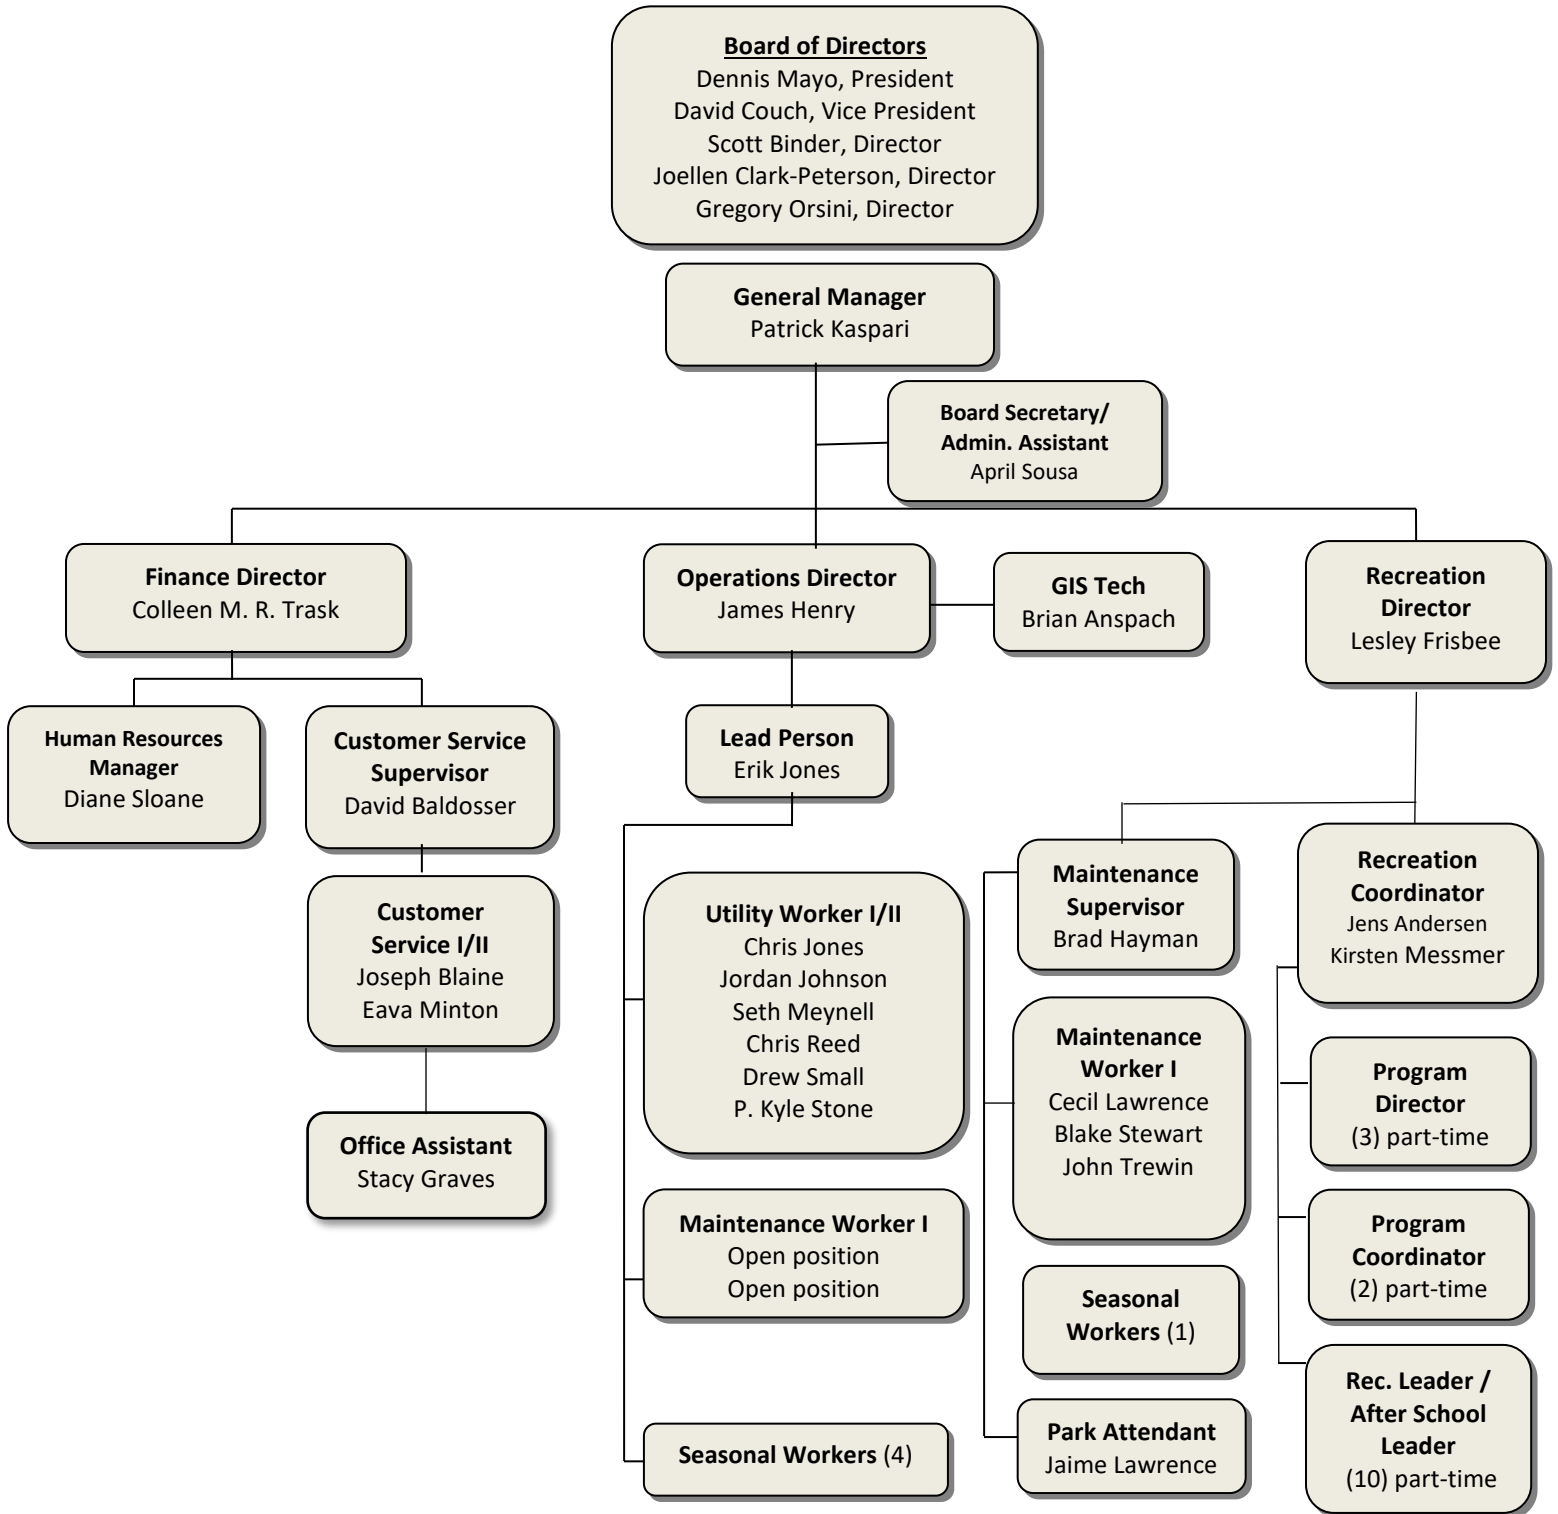 Board of Directors
Dennis Mayo, President
David Couch, Vice President
Scott Binder, Director
Joellen Clark-Peterson, Director
Gregory Orsini, Director
General Manager
Patrick Kaspari
Board Secretary/
Admin. Assistant
April Sousa
Finance Director
Colleen M. R. Trask
Operations Director
James Henry
GIS Tech
Brian Anspach
Recreation
Director
Lesley Frisbee
Human Resources
Manager
Diane Sloane
Customer Service
Supervisor
David Baldosser
Customer
Service I/II
Joseph Blaine
Eava Minton
Office Assistant
Stacy Graves
Lead Person
Erik Jones
Utility Worker I/II
Chris Jones
Jordan Johnson
Seth Meynell
Chris Reed
Drew Small
P. Kyle Stone
Maintenance Worker I
Open position
Open position
Seasonal Workers (4)
Maintenance
Supervisor
Brad Hayman
Maintenance
Worker I
Cecil Lawrence
Blake Stewart
John Trewin
Seasonal
Workers (1)
Park Attendant
Jaime Lawrence
Recreation
Coordinator
Jens Andersen
Kirsten Messmer
Program
Director
(3) part-time
Program
Coordinator
(2) part-time
Rec. Leader /
After School
Leader
(10) part-time